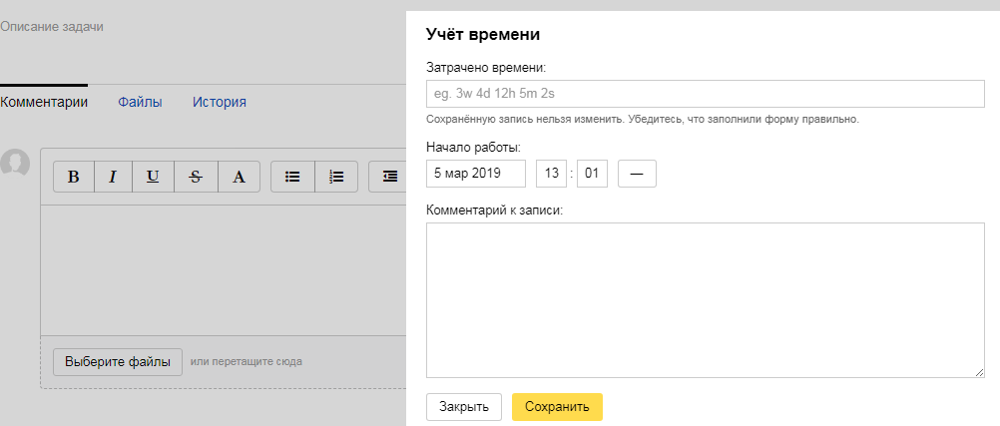 Описание задачи
Комментарии Файлы История
B I U S A
Выберите файлы или перетащите сюда
Учёт времени
Затрачено времени:
eg. 3w 4d 12h 5m 2s
Сохранённую запись нельзя изменить. Убедитесь, что заполнили форму правильно.
Начало работы:
5 мар 2019 13 : 01 —
Комментарий к записи:
Закрыть Сохранить